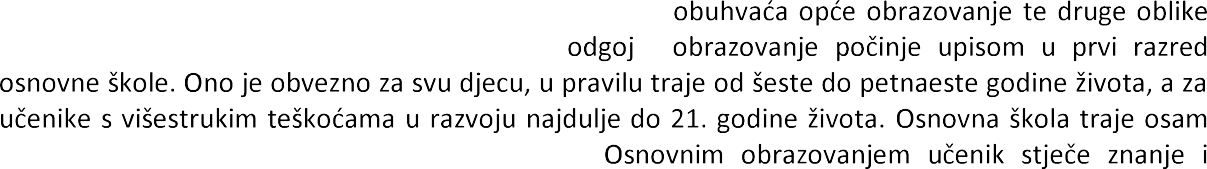 obuhvaća opće obrazovanje te druge oblike
odgoj obrazovanje počinje upisom u prvi razred
osnovne škole. Ono je obvezno za svu djecu, u pravilu traje od šeste do petnaeste godine života, a za
učenike s višestrukim teškoćama u razvoju najdulje do 21. godine života. Osnovna škola traje osam
Osnovnim obrazovanjem učenik stječe znanje i